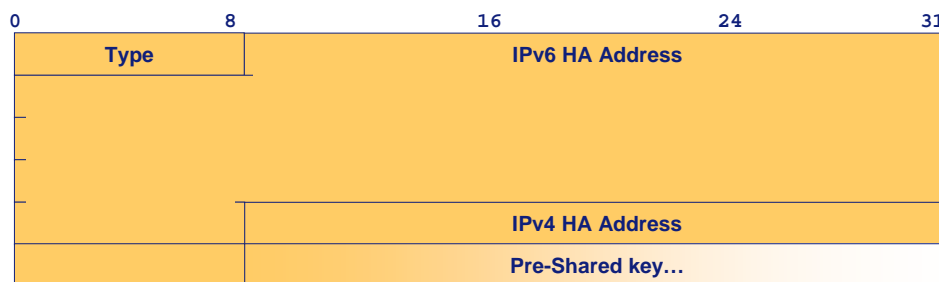 0 8 16 24 31
Type IPv6 HA Address
IPv4 HA Address
Pre-Shared key...